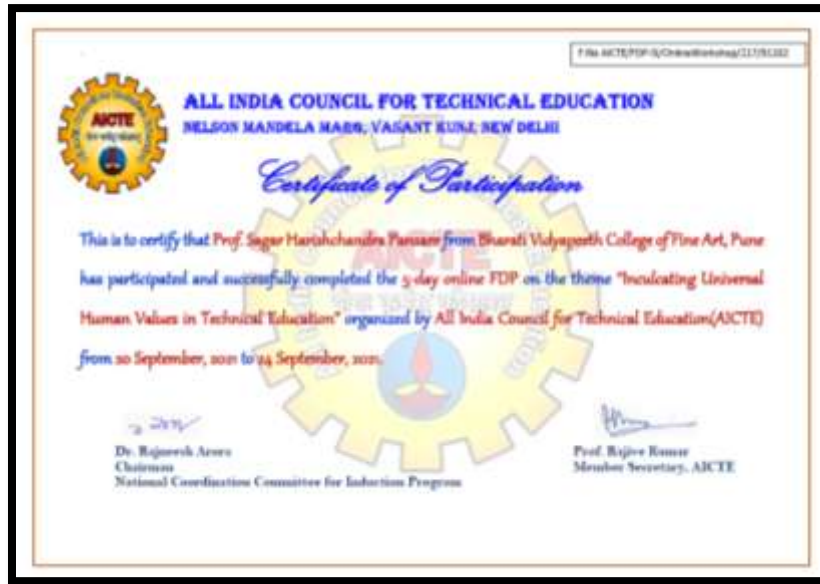 ALL INDIA COUNCIL FOR TECHNICAL EDUCATION
NELSON MANDELA MARG, VASANT KUNJ, NEW DELHI
AICTE
Certificate of Participation
This is to certify that Prof. Sagar Harishchandra Pansare from Bharati Vidyapeeth College of Fine Art, Pune
has participated and successfully completed the 5-day online FDP on the theme "Inculcating Universal
Human Values in Technical Education" organized by All India Council for Technical Education(AICTE)
from 20 September, 2021 to 24 September, 2021.
Dr. Rajneesh Arora
Chairman
National Coordination Committee for Induction Program
Prof. Rajive Kumar
Member Secretary, AICTE